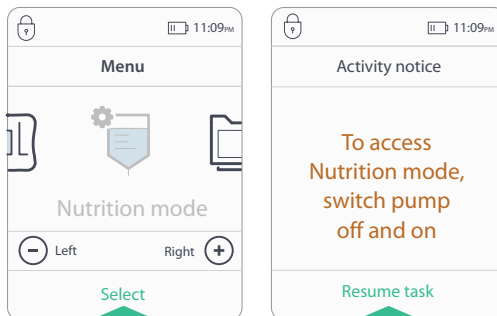 11:09PM
Menu
Nutrition mode
Left
Right
Select
11:09PM
Activity notice
To access
Nutrition mode,
switch pump
off and on
Resume task